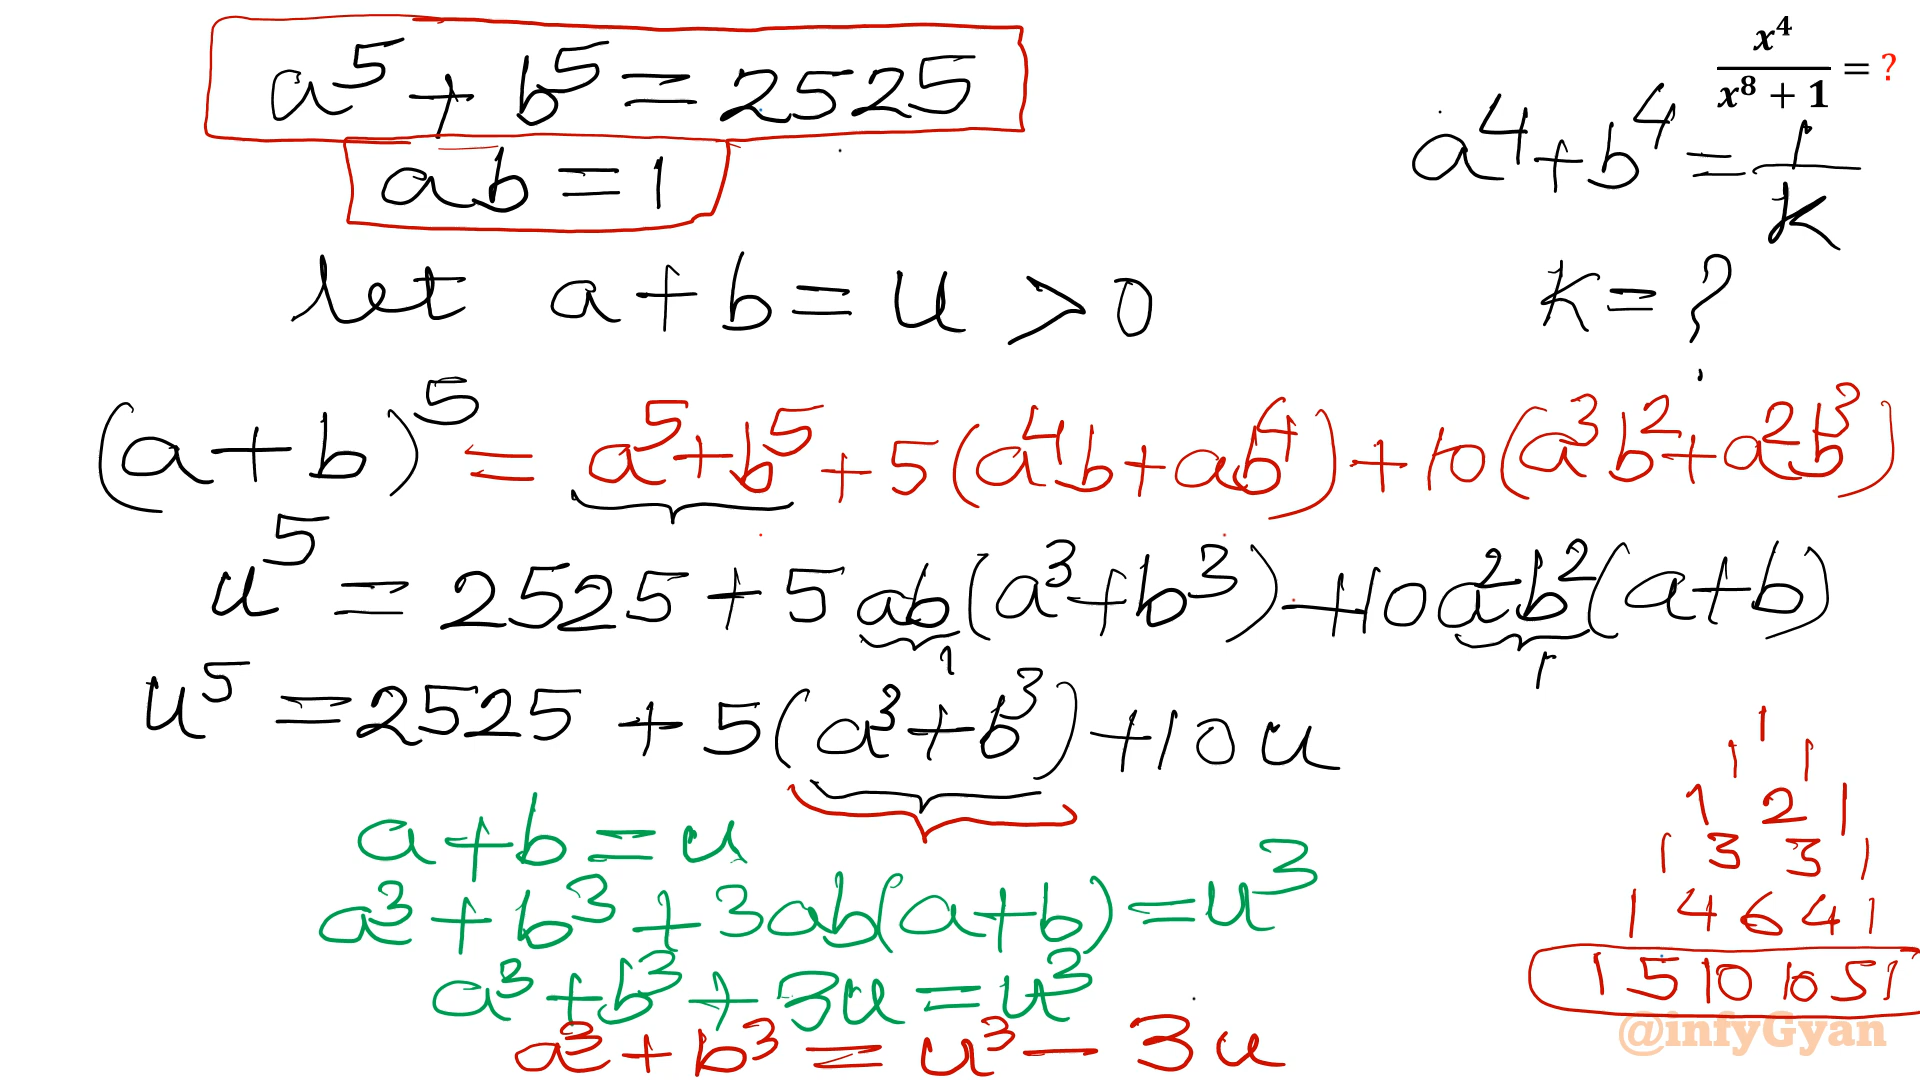 a⁵ + b⁵ = 2525
ab = 1
x⁴/(x⁸ + 1) = ?
a⁴ + b⁴ = 1/K
K = ?
let a + b = u > 0
(a + b)⁵ = a⁵ + b⁵ + 5(a⁴b + ab⁴) + 10(a³b² + a²b³)
u⁵ = 2525 + 5ab(a³ + b³) + 10a²b²(a + b)
1 1
u⁵ = 2525 + 5(a³ + b³) + 10u
a + b = u
a³ + b³ + 3ab(a + b) = u³
a³ + b³ + 3u = u³
a³ + b³ = u³ - 3u
1
1 1
1 2 1
1 3 3 1
1 4 6 4 1
1 5 10 10 5 1
@infyGyan